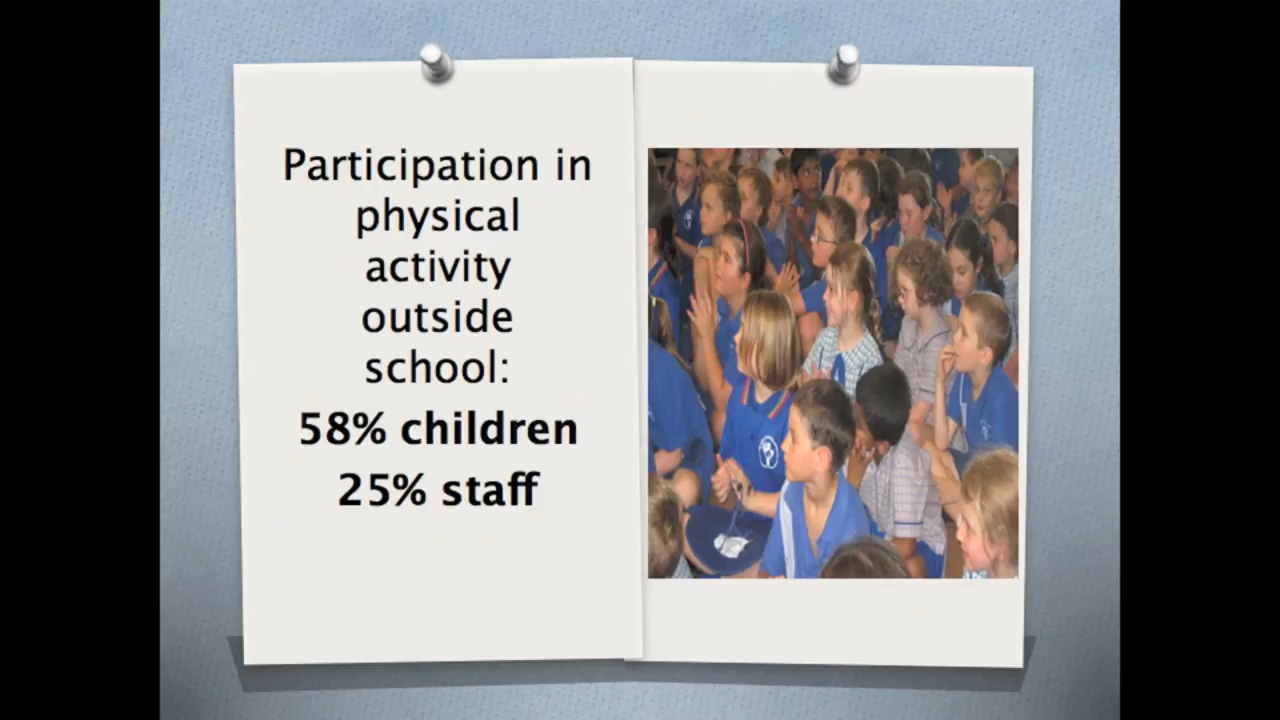 Participation in
physical
activity
outside
school:
58% children
25% staff